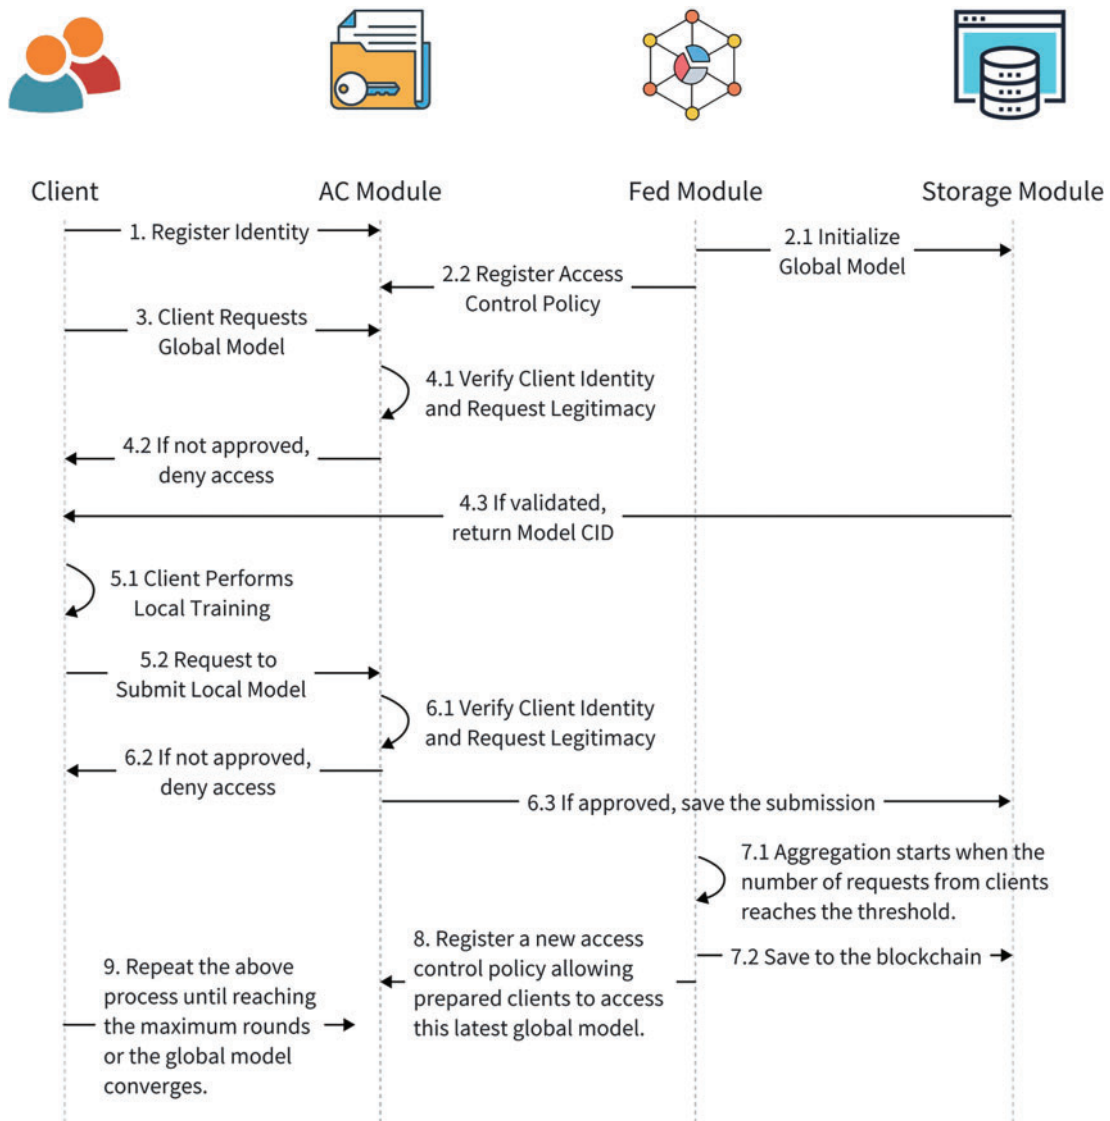 Client
AC Module
Fed Module
Storage Module
1. Register Identity
2.1 Initialize
Global Model
2.2 Register Access
Control Policy
3. Client Requests
Global Model
4.1 Verify Client Identity
and Request Legitimacy
4.2 If not approved,
deny access
4.3 If validated,
return Model CID
5.1 Client Performs
Local Training
5.2 Request to
Submit Local Model
6.1 Verify Client Identity
and Request Legitimacy
6.2 If not approved,
deny access
6.3 If approved, save the submission
7.1 Aggregation starts when the
number of requests from clients
reaches the threshold.
7.2 Save to the blockchain
8. Register a new access
control policy allowing
prepared clients to access
this latest global model.
9. Repeat the above
process until reaching
the maximum rounds
or the global model
converges.